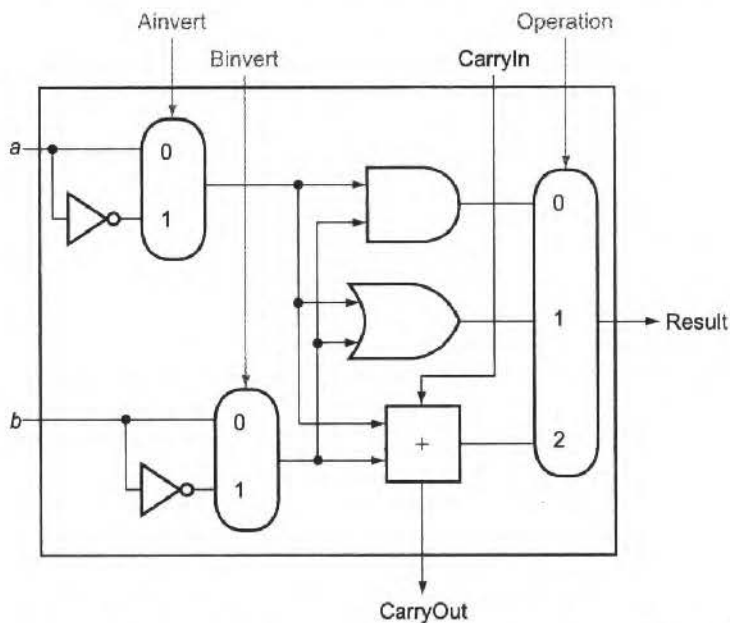 Ainvert
Operation
Binvert
CarryIn
a
0
1
0
1
Result
b
0
1
+
2
CarryOut